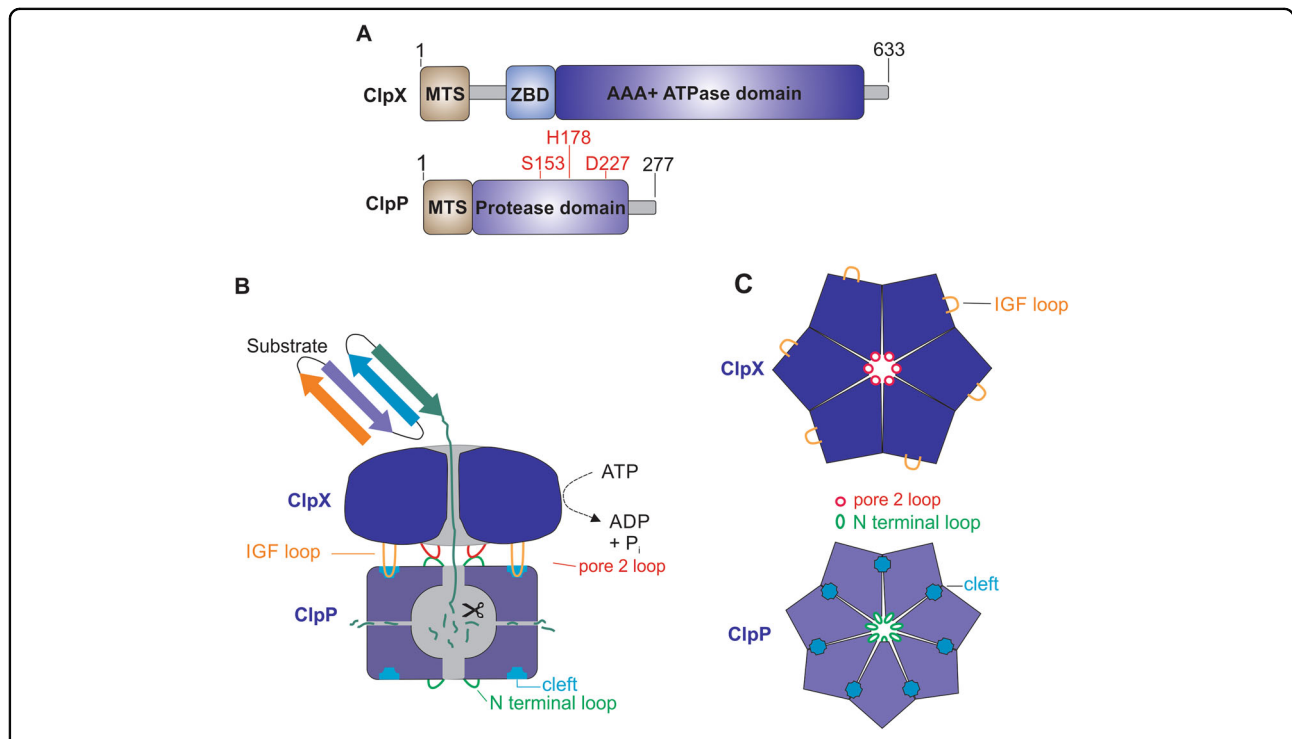 A
1
633
ClpX
MTS
ZBD
AAA+ ATPase domain
H178
S153
D227
1
277
ClpP
MTS
Protease domain
B
Substrate
ClpX
ATP
ADP
+ Pi
IGF loop
pore 2 loop
ClpP
cleft
N terminal loop
C
IGF loop
ClpX
pore 2 loop
N terminal loop
cleft
ClpP